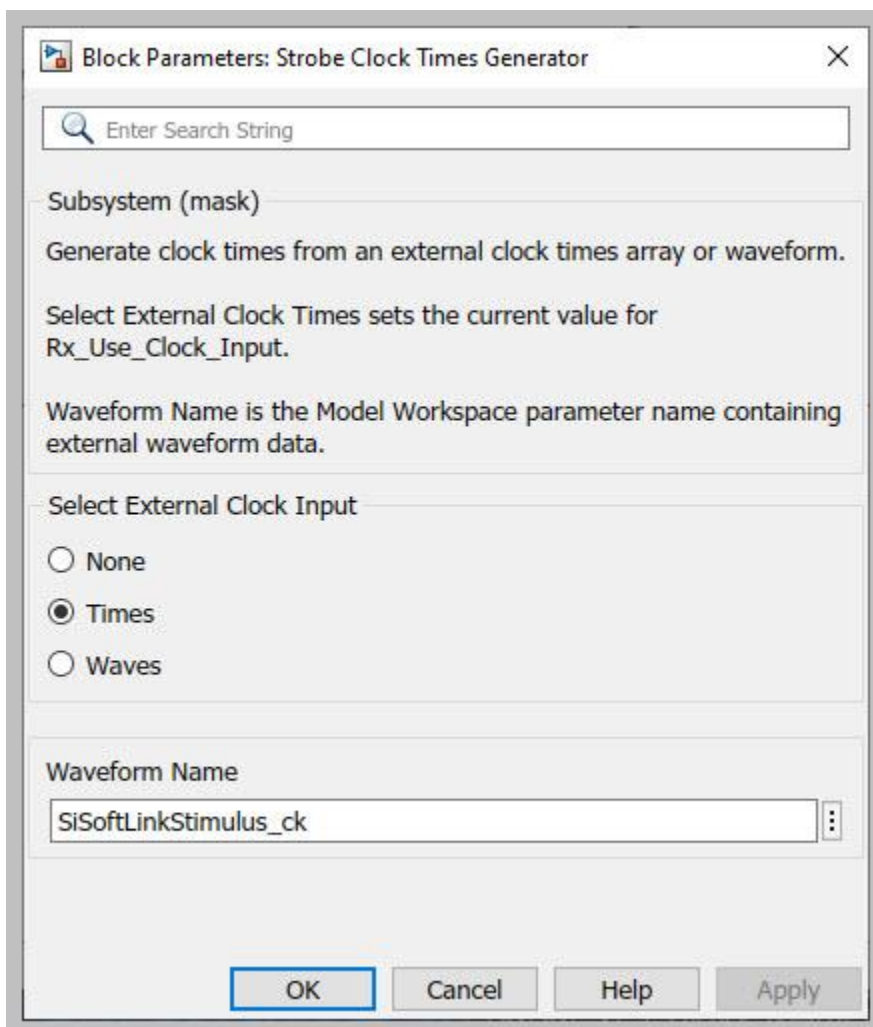 Block Parameters: Strobe Clock Times Generator
Enter Search String
Subsystem (mask)
Generate clock times from an external clock times array or waveform.
Select External Clock Times sets the current value for
Rx_Use_Clock_Input.
Waveform Name is the Model Workspace parameter name containing
external waveform data.
Select External Clock Input
None
Times
Waves
Waveform Name
SiSoftLinkStimulus_ck
OK Cancel Help Apply